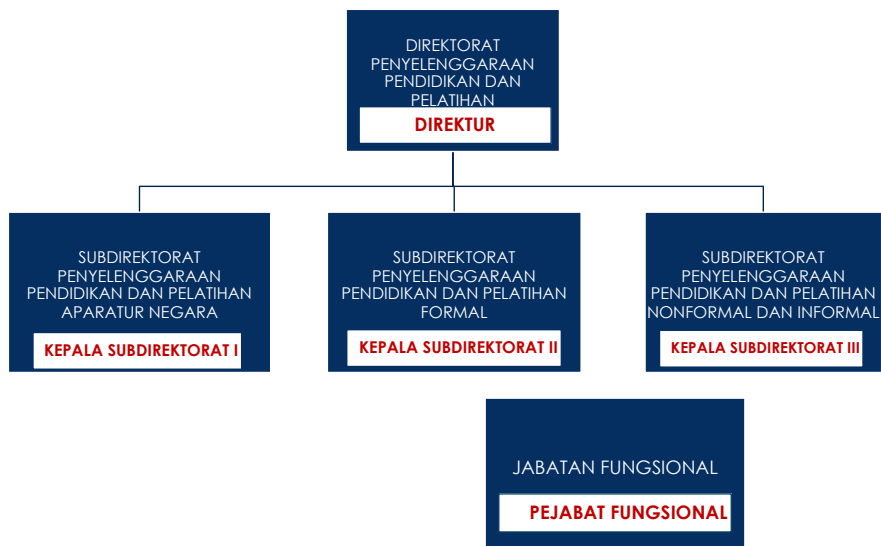 DIREKTORAT
PENYELENGGARAAN
PENDIDIKAN DAN
PELATIHAN
DIREKTUR
SUBDIREKTORAT
PENYELENGGARAAN
PENDIDIKAN DAN PELATIHAN
APARATUR NEGARA
KEPALA SUBDIREKTORAT I
SUBDIREKTORAT
PENYELENGGARAAN
PENDIDIKAN DAN PELATIHAN
FORMAL
KEPALA SUBDIREKTORAT II
SUBDIREKTORAT
PENYELENGGARAAN
PENDIDIKAN DAN PELATIHAN
NONFORMAL DAN INFORMAL
KEPALA SUBDIREKTORAT III
JABATAN FUNGSIONAL
PEJABAT FUNGSIONAL